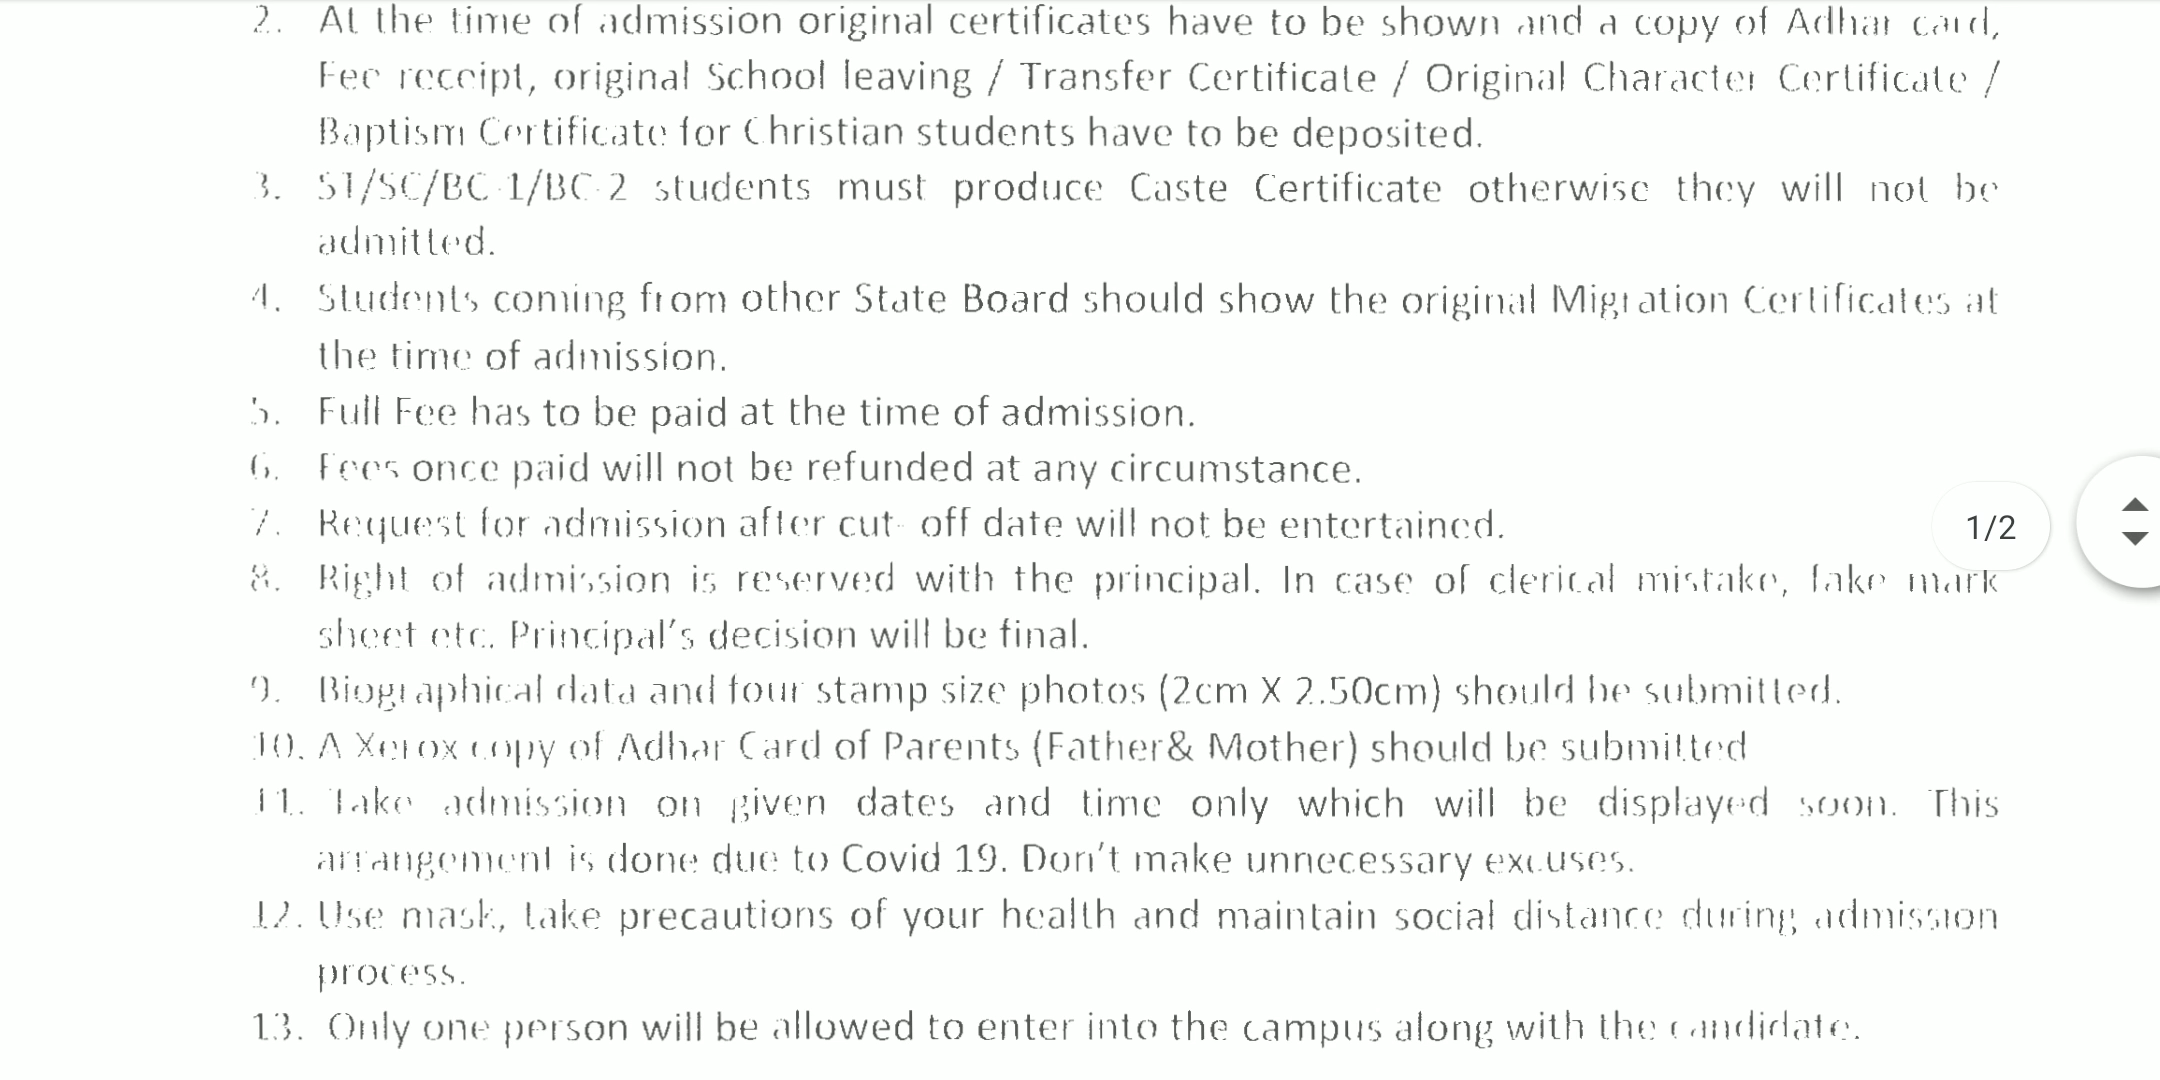 2. At the time of admission original certificates have to be shown and a copy of Adhar card,
Fee receipt, original School leaving / Transfer Certificate / Original Character Certificate /
Baptism Certificate for Christian students have to be deposited.
3. ST/SC/BC-1/BC-2 students must produce Caste Certificate otherwise they will not be
admitted.
4. Students coming from other State Board should show the original Migration Certificates at
the time of admission.
5. Full Fee has to be paid at the time of admission.
6. Fees once paid will not be refunded at any circumstance.
7. Request for admission after cut- off date will not be entertained.
1/2
8. Right of admission is reserved with the principal. In case of clerical mistake, fake mark
sheet etc. Principal's decision will be final.
9. Biographical data and four stamp size photos (2cm X 2.50cm) should be submitted.
10. A Xerox copy of Adhar Card of Parents (Father& Mother) should be submitted
11. Take admission on given dates and time only which will be displayed soon. This
arrangement is done due to Covid 19. Don't make unnecessary excuses.
12. Use mask, take precautions of your health and maintain social distance during admission
process.
13. Only one person will be allowed to enter into the campus along with the candidate.